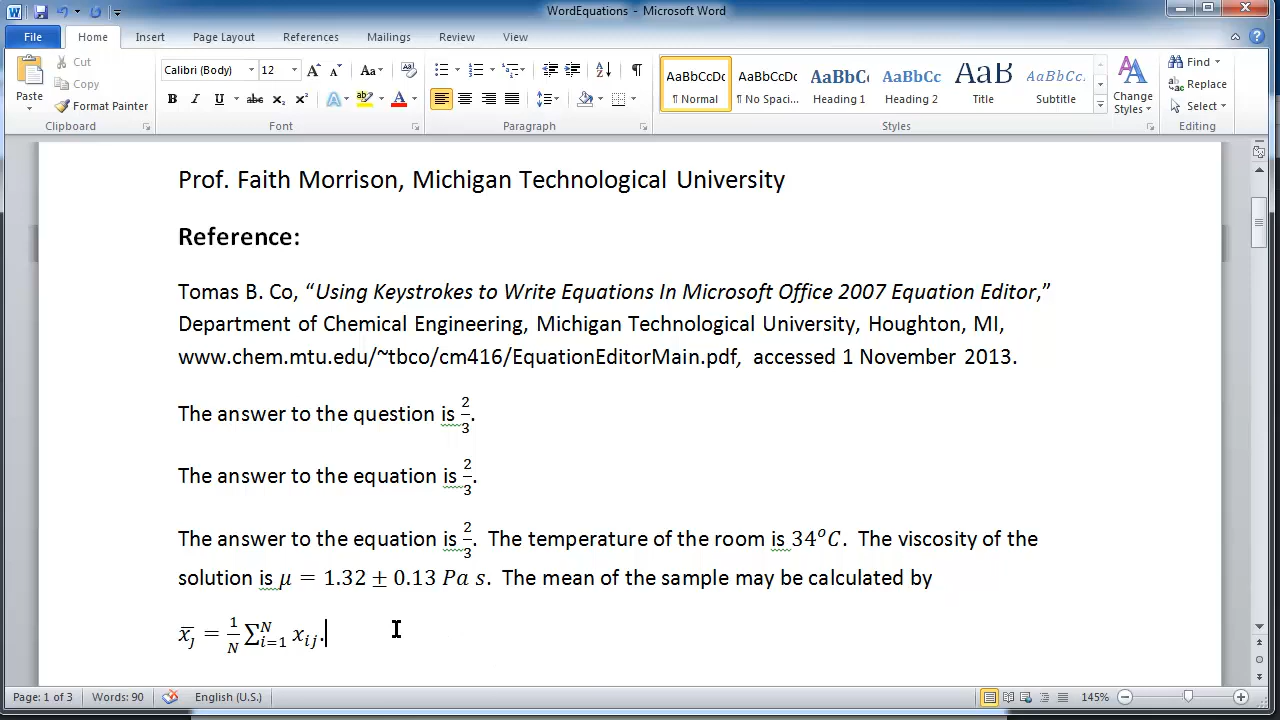 WordEquations - Microsoft Word
File Home Insert Page Layout References Mailings Review View
Paste
Cut
Copy
Format Painter
Clipboard
Calibri (Body) 12
Font
Paragraph
AaBbCcDc AaBbCcDc AaBbC AaBbCc AaB AaBbCc.
¶ Normal ¶ No Spaci... Heading 1 Heading 2 Title Subtitle
Change Styles
Styles
Find
Replace
Select
Editing
Prof. Faith Morrison, Michigan Technological University
Reference:
Tomas B. Co, “Using Keystrokes to Write Equations In Microsoft Office 2007 Equation Editor,”
Department of Chemical Engineering, Michigan Technological University, Houghton, MI,
www.chem.mtu.edu/~tbco/cm416/EquationEditorMain.pdf, accessed 1 November 2013.
The answer to the question is 2/3.
The answer to the equation is 2/3.
The answer to the equation is 2/3. The temperature of the room is 34°C. The viscosity of the
solution is μ = 1.32 ± 0.13 Pa s. The mean of the sample may be calculated by
x̄_j = 1/N ∑_{i=1}^{N} x_{ij}.
Page: 1 of 3 Words: 90 English (U.S.) 145%